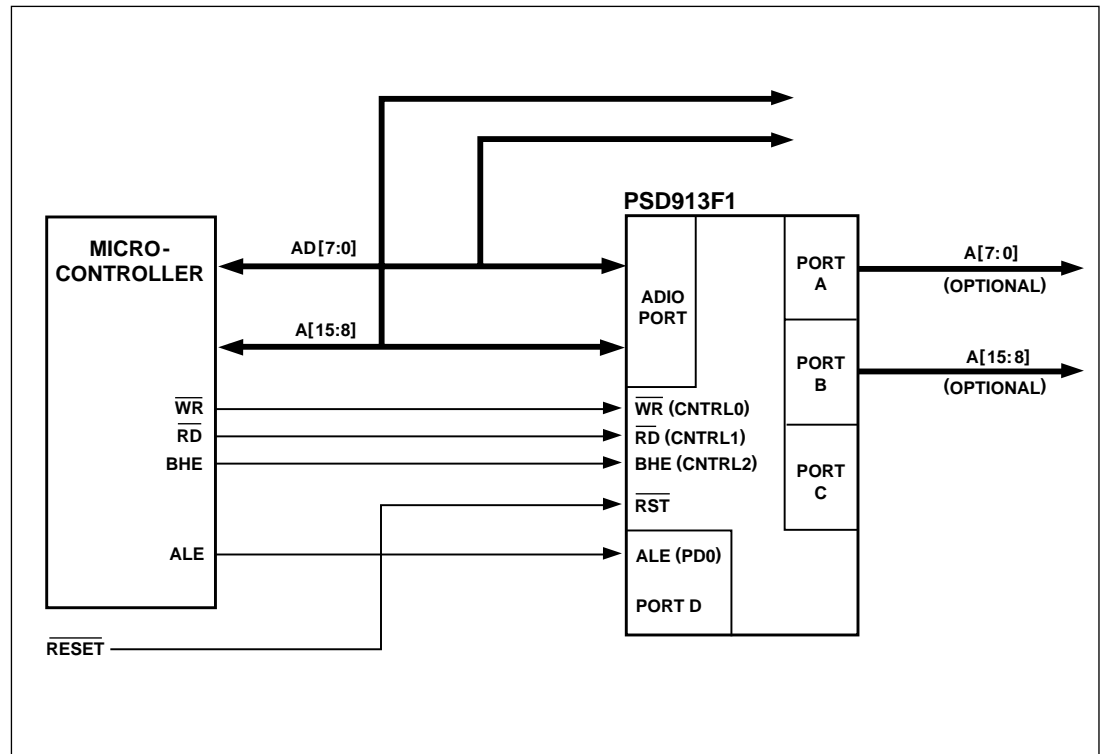 PSD913F1
MICRO-
CONTROLLER
AD[7:0]
A[15:8]
WR
RD
BHE
ALE
RESET
ADIO
PORT
WR (CNTRL0)
RD (CNTRL1)
BHE (CNTRL2)
RST
ALE (PD0)
PORT D
PORT
A
PORT
B
PORT
C
A[7:0]
(OPTIONAL)
A[15:8]
(OPTIONAL)